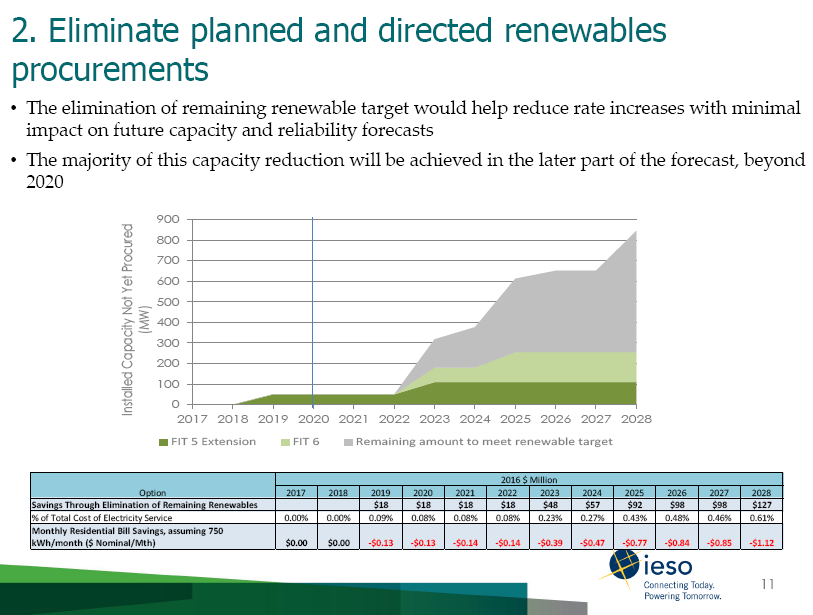 2. Eliminate planned and directed renewables
procurements
• The elimination of remaining renewable target would help reduce rate increases with minimal
impact on future capacity and reliability forecasts
• The majority of this capacity reduction will be achieved in the later part of the forecast, beyond
2020
Installed Capacity Not Yet Procured
(MW)
900
800
700
600
500
400
300
200
100
0
2017 2018 2019 2020 2021 2022 2023 2024 2025 2026 2027 2028
FIT 5 Extension FIT 6 Remaining amount to meet renewable target
2016 $ Million
Option 2017 2018 2019 2020 2021 2022 2023 2024 2025 2026 2027 2028
Savings Through Elimination of Remaining Renewables $18 $18 $18 $18 $48 $57 $92 $98 $98 $127
% of Total Cost of Electricity Service 0.00% 0.00% 0.09% 0.08% 0.08% 0.08% 0.23% 0.27% 0.43% 0.48% 0.46% 0.61%
Monthly Residential Bill Savings, assuming 750
kWh/month ($ Nominal/Mth) $0.00 $0.00 -$0.13 -$0.13 -$0.14 -$0.14 -$0.39 -$0.47 -$0.77 -$0.84 -$0.85 -$1.12
ieso
Connecting Today.
Powering Tomorrow.
11